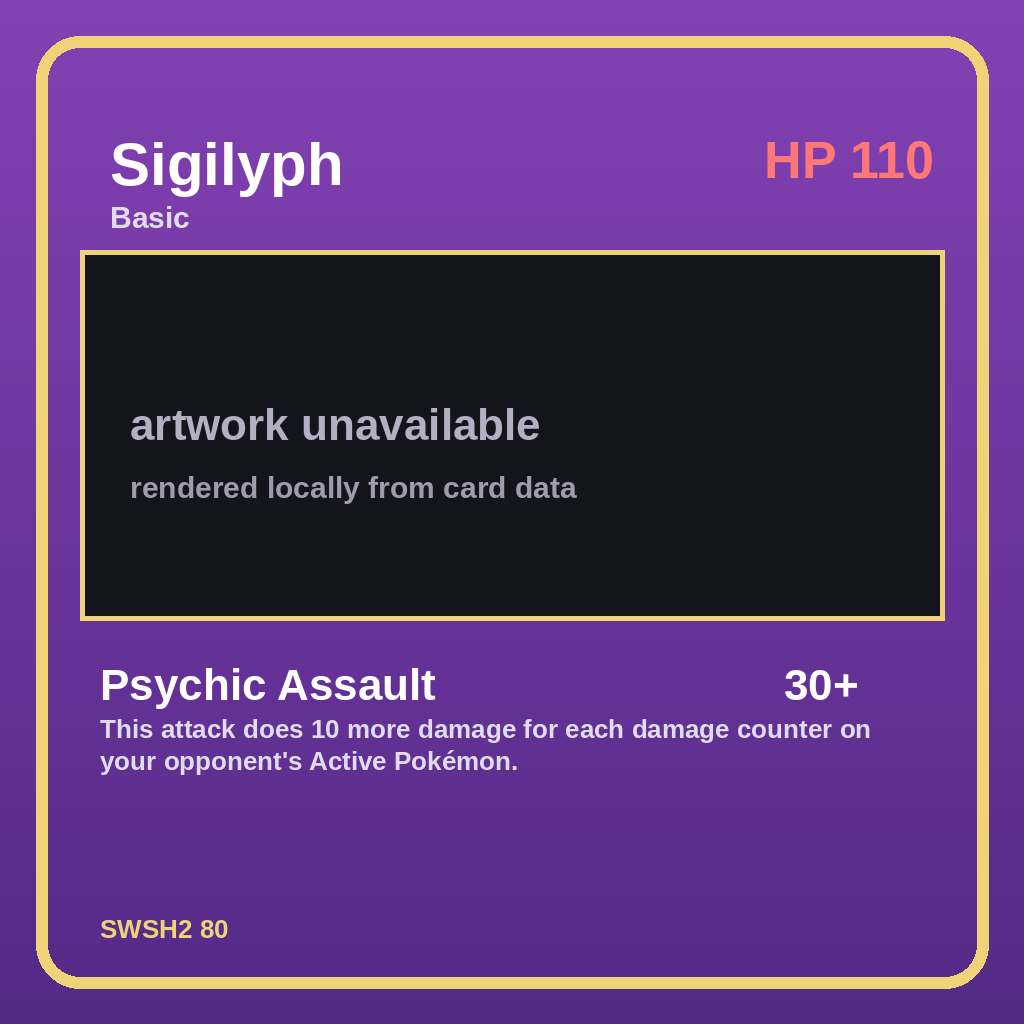 Sigilyph
HP 110
Basic
artwork unavailable
rendered locally from card data
Psychic Assault
30+
This attack does 10 more damage for each damage counter on
your opponent's Active Pokémon.
SWSH2 80